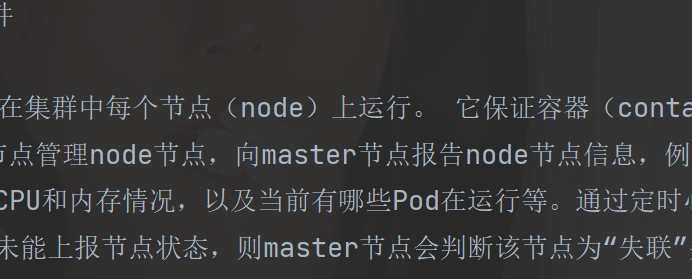 件
在集群中每个节点（node）上运行。 它保证容器（conta
节点管理node节点，向master节点报告node节点信息，例
CPU和内存情况，以及当前有哪些Pod在运行等。通过定时心
未能上报节点状态，则master节点会判断该节点为“失联”